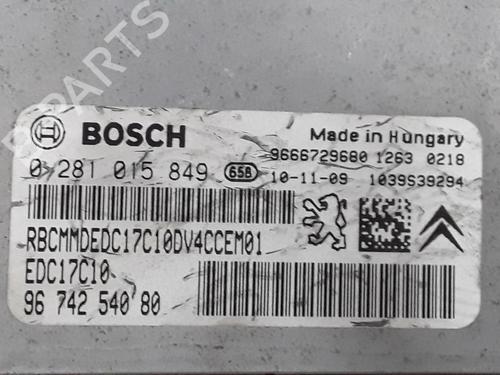 BOSCH
Made in Hungary
9666729680 1263 0218
0 281 015 849 658
10-11-09 1039S39294
RBCMMDEDC17C10DV4CCEM01
EDC17C10
96 742 540 80
PARTS